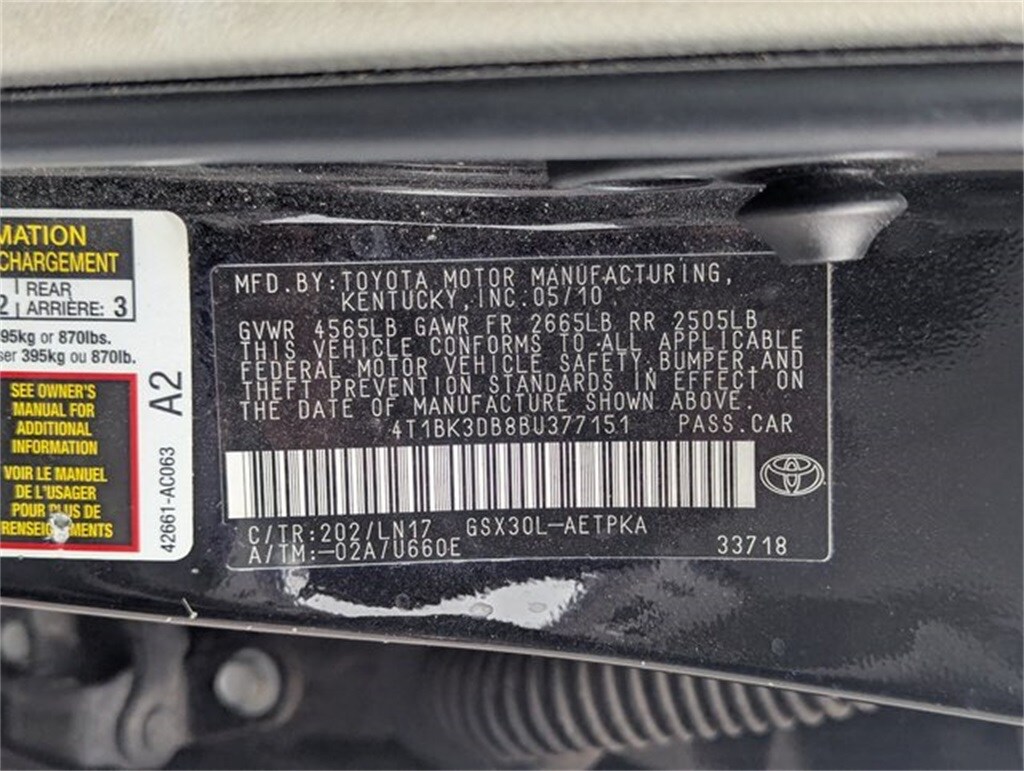 MATION
CHARGEMENT
REAR
2 ARRIÈRE: 3
95kg or 870lbs.
ser 395kg ou 870lb.
SEE OWNER'S
MANUAL FOR
ADDITIONAL
INFORMATION
VOIR LE MANUEL
DE L'USAGER
POUR PLUS DE
RENSEIGNEMENTS
A2
42661-AC063
MFD.BY:TOYOTA MOTOR MANUFACTURING,
KENTUCKY,INC.05/10
GVWR 4565LB GAWR FR 2665LB RR 2505LB
THIS VEHICLE CONFORMS TO ALL APPLICABLE
FEDERAL MOTOR VEHICLE SAFETY,BUMPER,AND
THEFT PREVENTION STANDARDS IN EFFECT ON
THE DATE OF MANUFACTURE SHOWN ABOVE.
4T1BK3DB8BU377151 PASS.CAR
C/TR:202/LN17 GSX30L-AETPKA
A/TM:-02A/U660E 33718